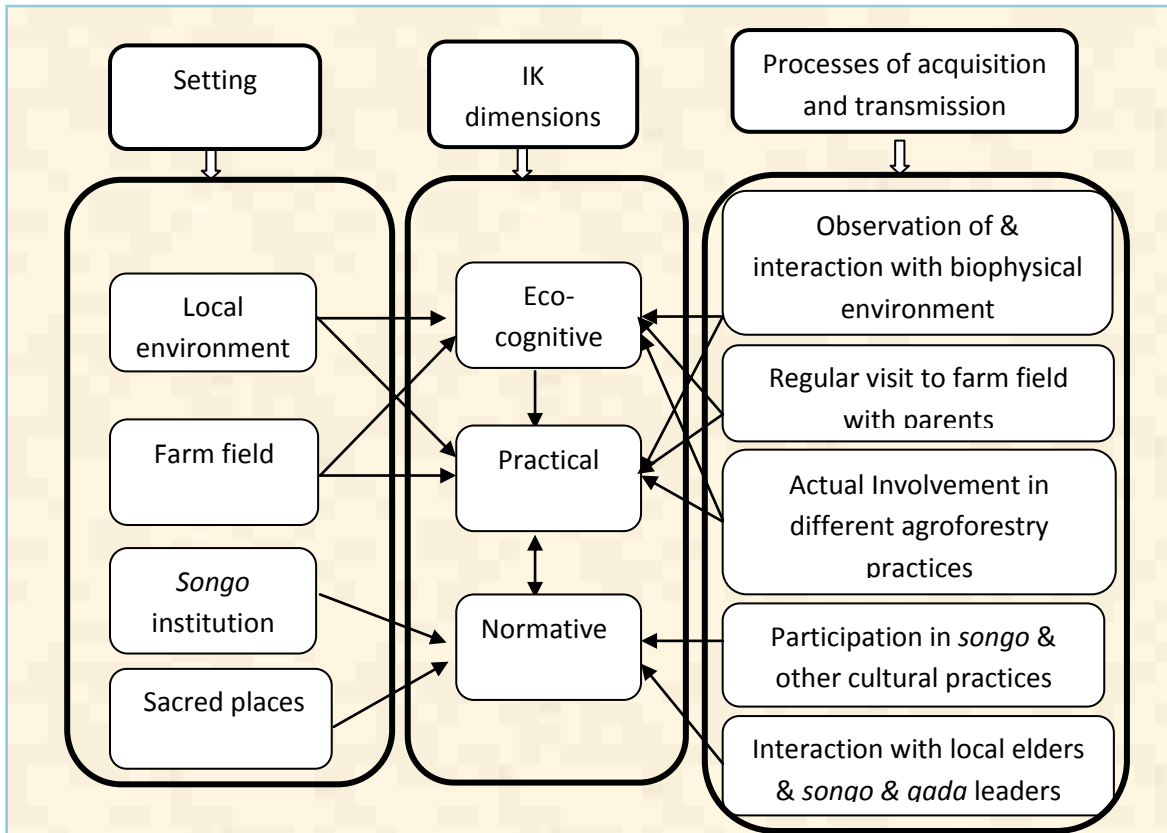 Setting
IK
dimensions
Processes of acquisition
and transmission
Local
environment
Farm field
Songo
institution
Sacred places
Eco-
cognitive
Practical
Normative
Observation of &
interaction with biophysical
environment
Regular visit to farm field
with parents
Actual Involvement in
different agroforestry
practices
Participation in songo &
other cultural practices
Interaction with local elders
& songo & gada leaders